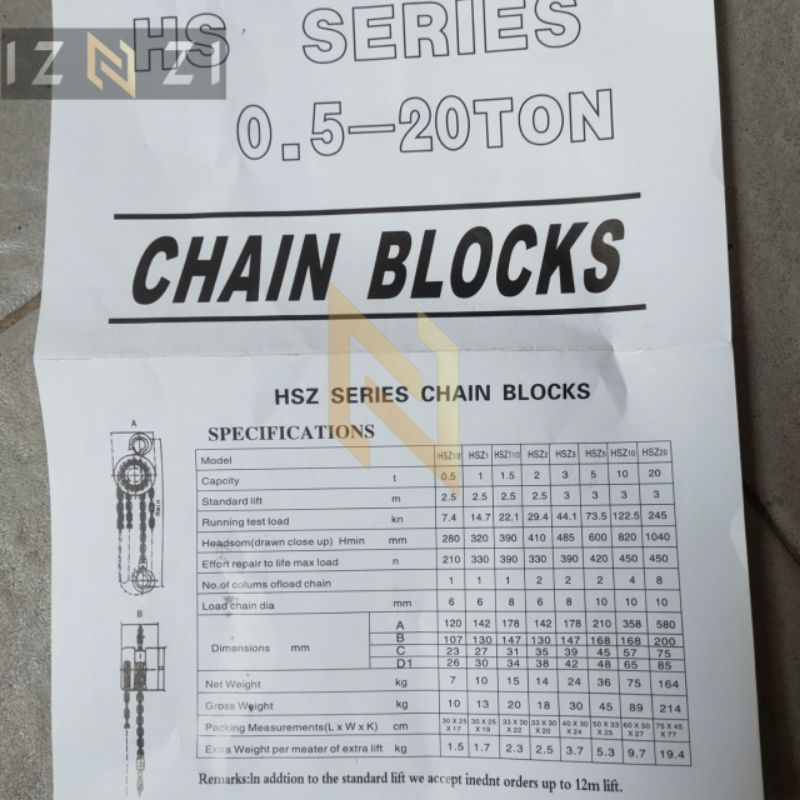 IZNZI
HS SERIES
0.5—20TON
CHAIN BLOCKS
HSZ SERIES CHAIN BLOCKS
SPECIFICATIONS
A
Hmin
B
Model HSZ1/2 HSZ1 HSZ11/2 HSZ2 HSZ3 HSZ5 HSZ10 HSZ20
Capcity t 0.5 1 1.5 2 3 5 10 20
Standard lift m 2.5 2.5 2.5 2.5 3 3 3 3
Running test load kn 7.4 14.7 22.1 29.4 44.1 73.5 122.5 245
Headsom(drawn close up) Hmin mm 280 320 390 410 485 600 820 1040
Effort repair to life max load n 210 330 390 330 390 420 450 450
No.of colums ofload chain 1 1 1 2 2 2 4 8
Load chain dia mm 6 6 8 6 8 10 10 10
Dimensions mm A 120 142 178 142 178 210 358 580
B 107 130 147 130 147 168 168 200
C 23 27 31 35 39 45 57 75
D1 26 30 34 38 42 48 65 85
Net Weight kg 7 10 15 14 24 36 75 164
Gross Weight kg 10 13 20 18 30 45 89 214
Packing Measurements(L x W x K) cm 30 X 25 X 17 30 X 25 X 19 33 X 30 X 22 33 X 30 X 20 40 X 30 X 24 50 X 33 X 25 60 X 50 X 27 75 X 45 X 77
Extra Weight per meater of extra lift kg 1.5 1.7 2.3 2.5 3.7 5.3 9.7 19.4
Remarks:In addtion to the standard lift we accept inednt orders up to 12m lift.